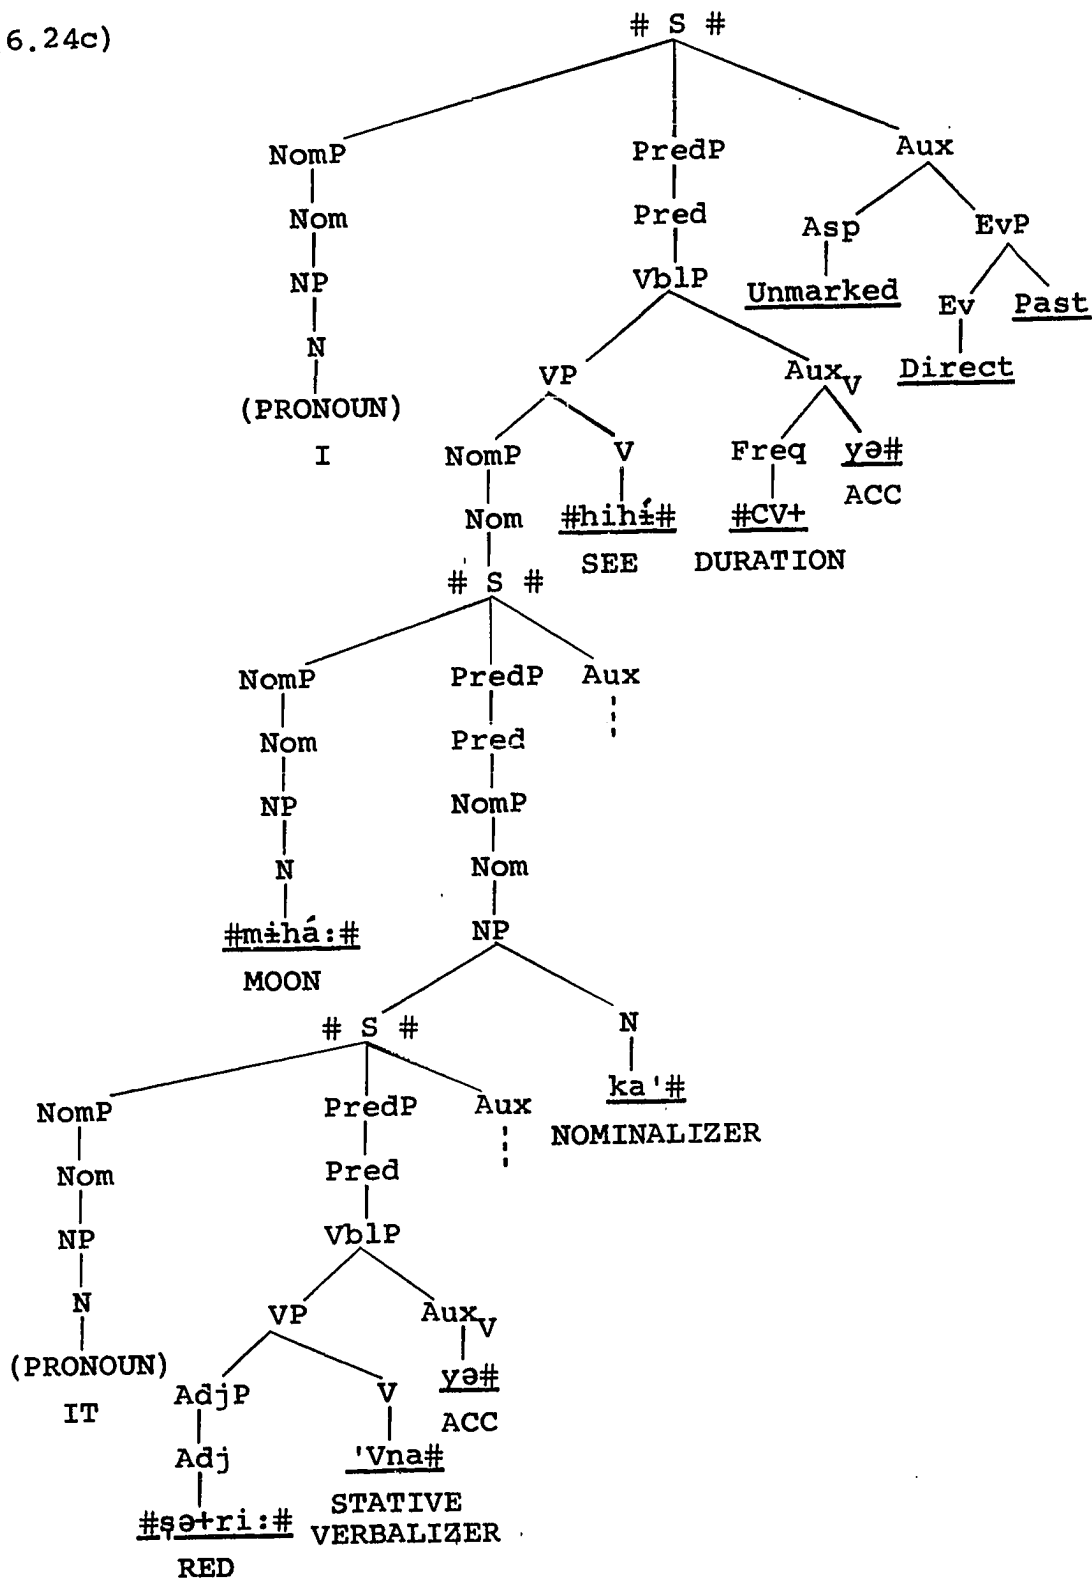 6.24c)
# S #
NomP PredP Aux
Nom Pred Asp EvP
NP VblP Unmarked Ev Past
N VP Aux_V Direct
(PRONOUN)
I NomP V Freq yə#
Nom #hihɨ́# #CV+ ACC
SEE DURATION
# S #
NomP PredP Aux
Nom Pred
NP NomP
N Nom
#mɨhá:# NP
MOON
# S # N
ka'#
NomP PredP Aux NOMINALIZER
Nom Pred
NP VblP
N VP Aux_V
(PRONOUN) AdjP V yə#
IT ACC
Adj 'Vna#
#ṣə+ri:# STATIVE
VERBALIZER
RED